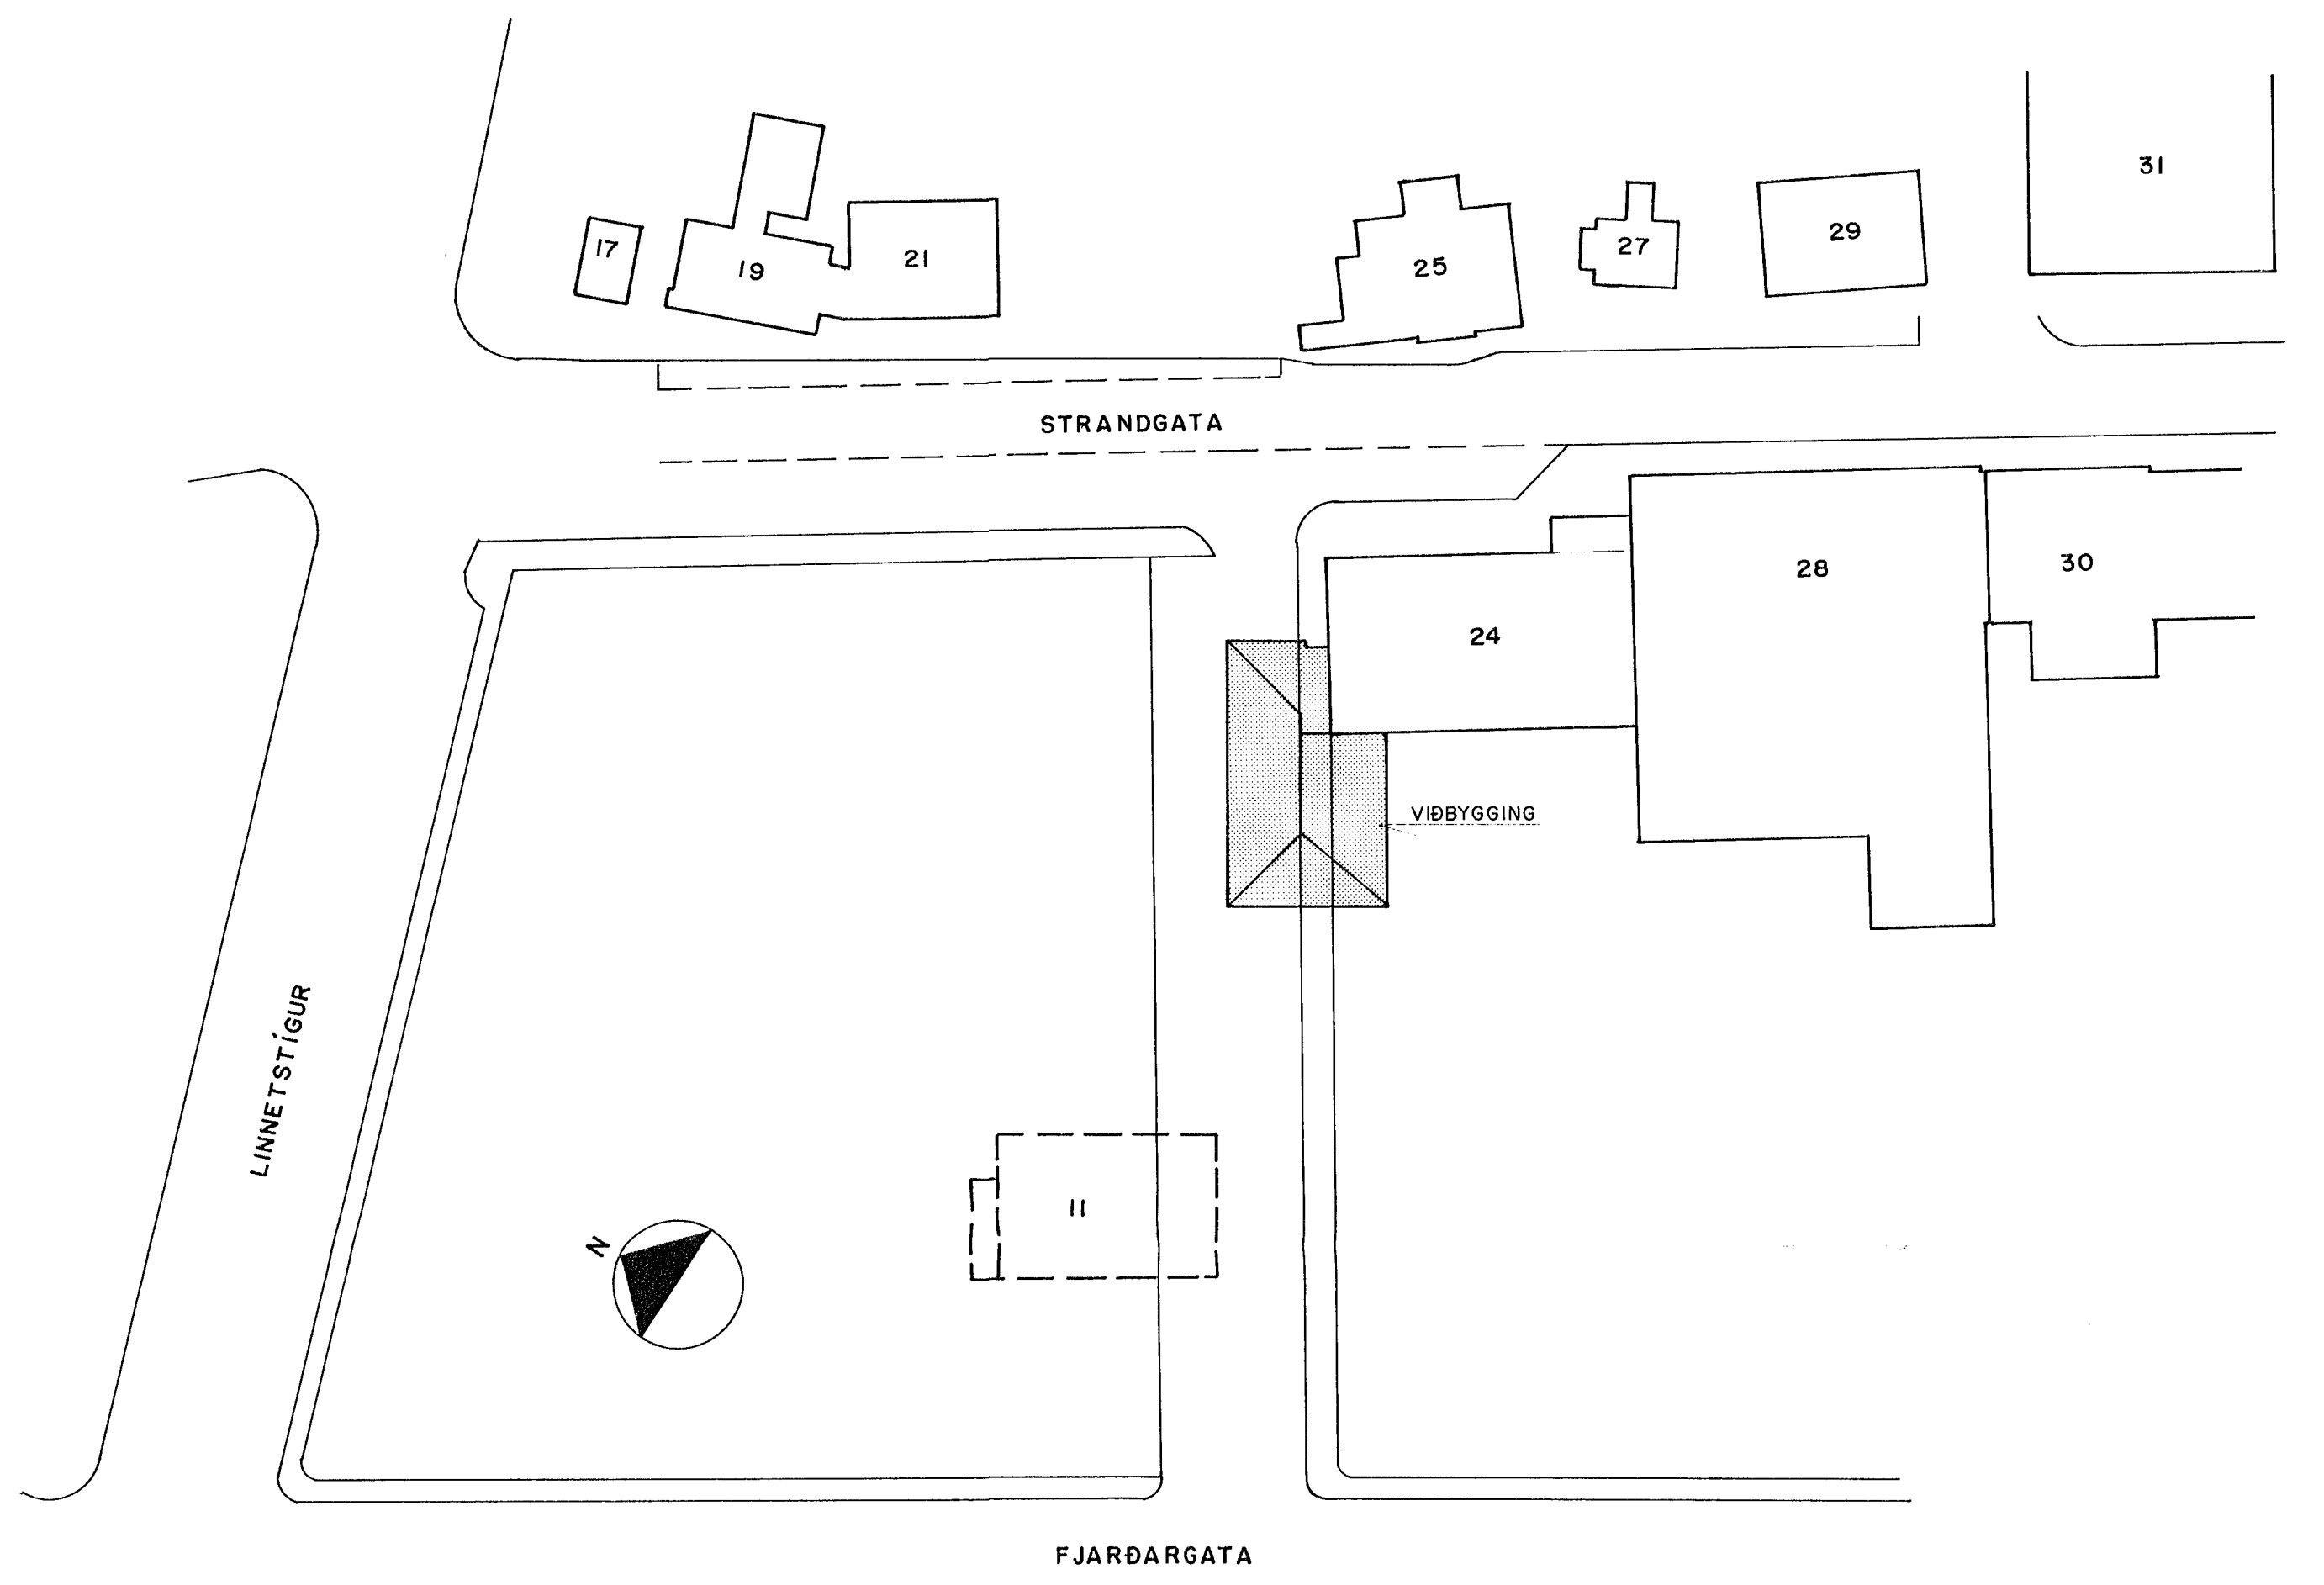 31
17
19
21
25
27
29
STRANDGATA
24
28
30
VIÐBYGGING
LINNETSTÍGUR
11
N
FJARÐARGATA